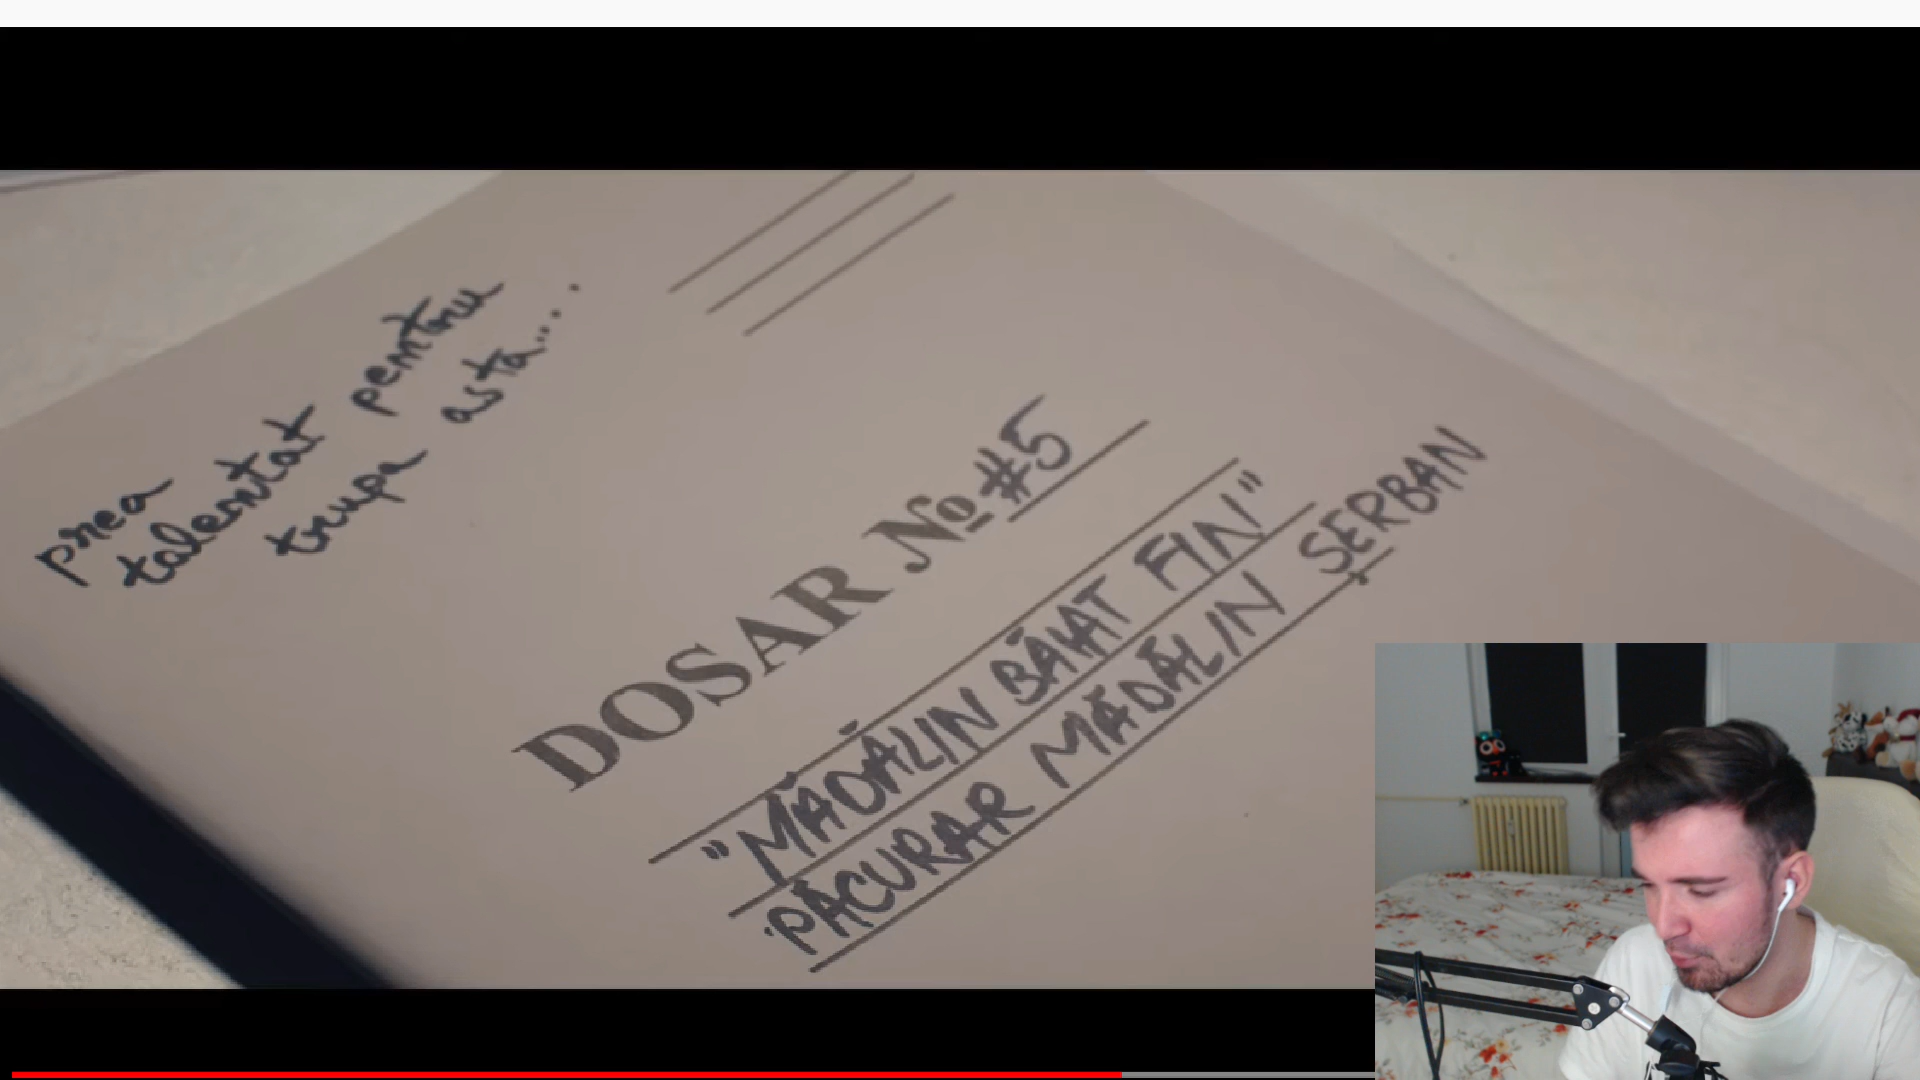 prea
talentat pentru
trupa asta....
DOSAR № #5
"MĂDĂLIN BĂIAT FIN"
PĂCURAR MĂDĂLIN ȘERBAN